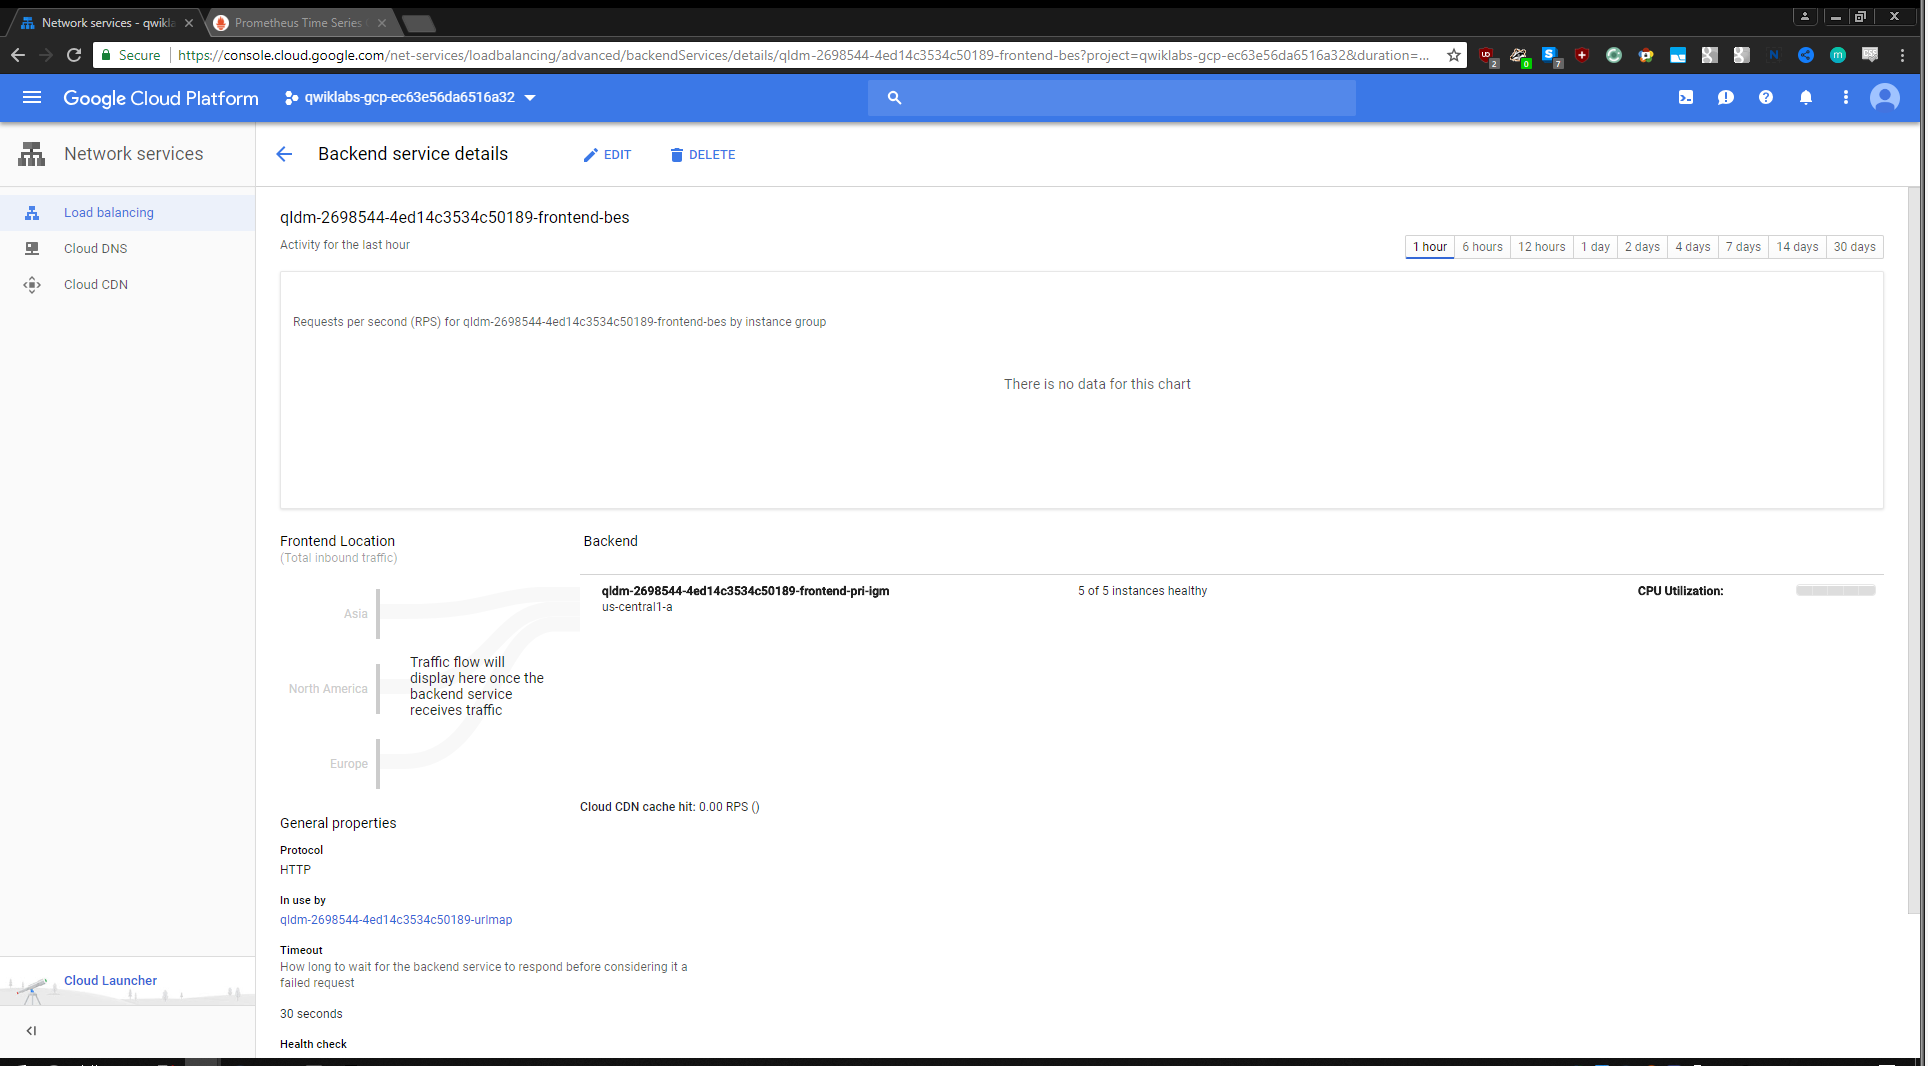 Network services - qwikla
Prometheus Time Series
Secure
https://console.cloud.google.com/net-services/loadbalancing/advanced/backendServices/details/qldm-2698544-4ed14c3534c50189-frontend-bes?project=qwiklabs-gcp-ec63e56da6516a32&duration=...
Google Cloud Platform
qwiklabs-gcp-ec63e56da6516a32
Network services
Backend service details
EDIT
DELETE
Load balancing
Cloud DNS
Cloud CDN
qldm-2698544-4ed14c3534c50189-frontend-bes
Activity for the last hour
1 hour 6 hours 12 hours 1 day 2 days 4 days 7 days 14 days 30 days
Requests per second (RPS) for qldm-2698544-4ed14c3534c50189-frontend-bes by instance group
There is no data for this chart
Frontend Location
(Total inbound traffic)
Backend
qldm-2698544-4ed14c3534c50189-frontend-pri-igm
us-central1-a
5 of 5 instances healthy
CPU Utilization:
Asia
North America
Europe
Traffic flow will
display here once the
backend service
receives traffic
Cloud CDN cache hit: 0.00 RPS ()
General properties
Protocol
HTTP
In use by
qldm-2698544-4ed14c3534c50189-urlmap
Timeout
How long to wait for the backend service to respond before considering it a
failed request
30 seconds
Health check
Cloud Launcher